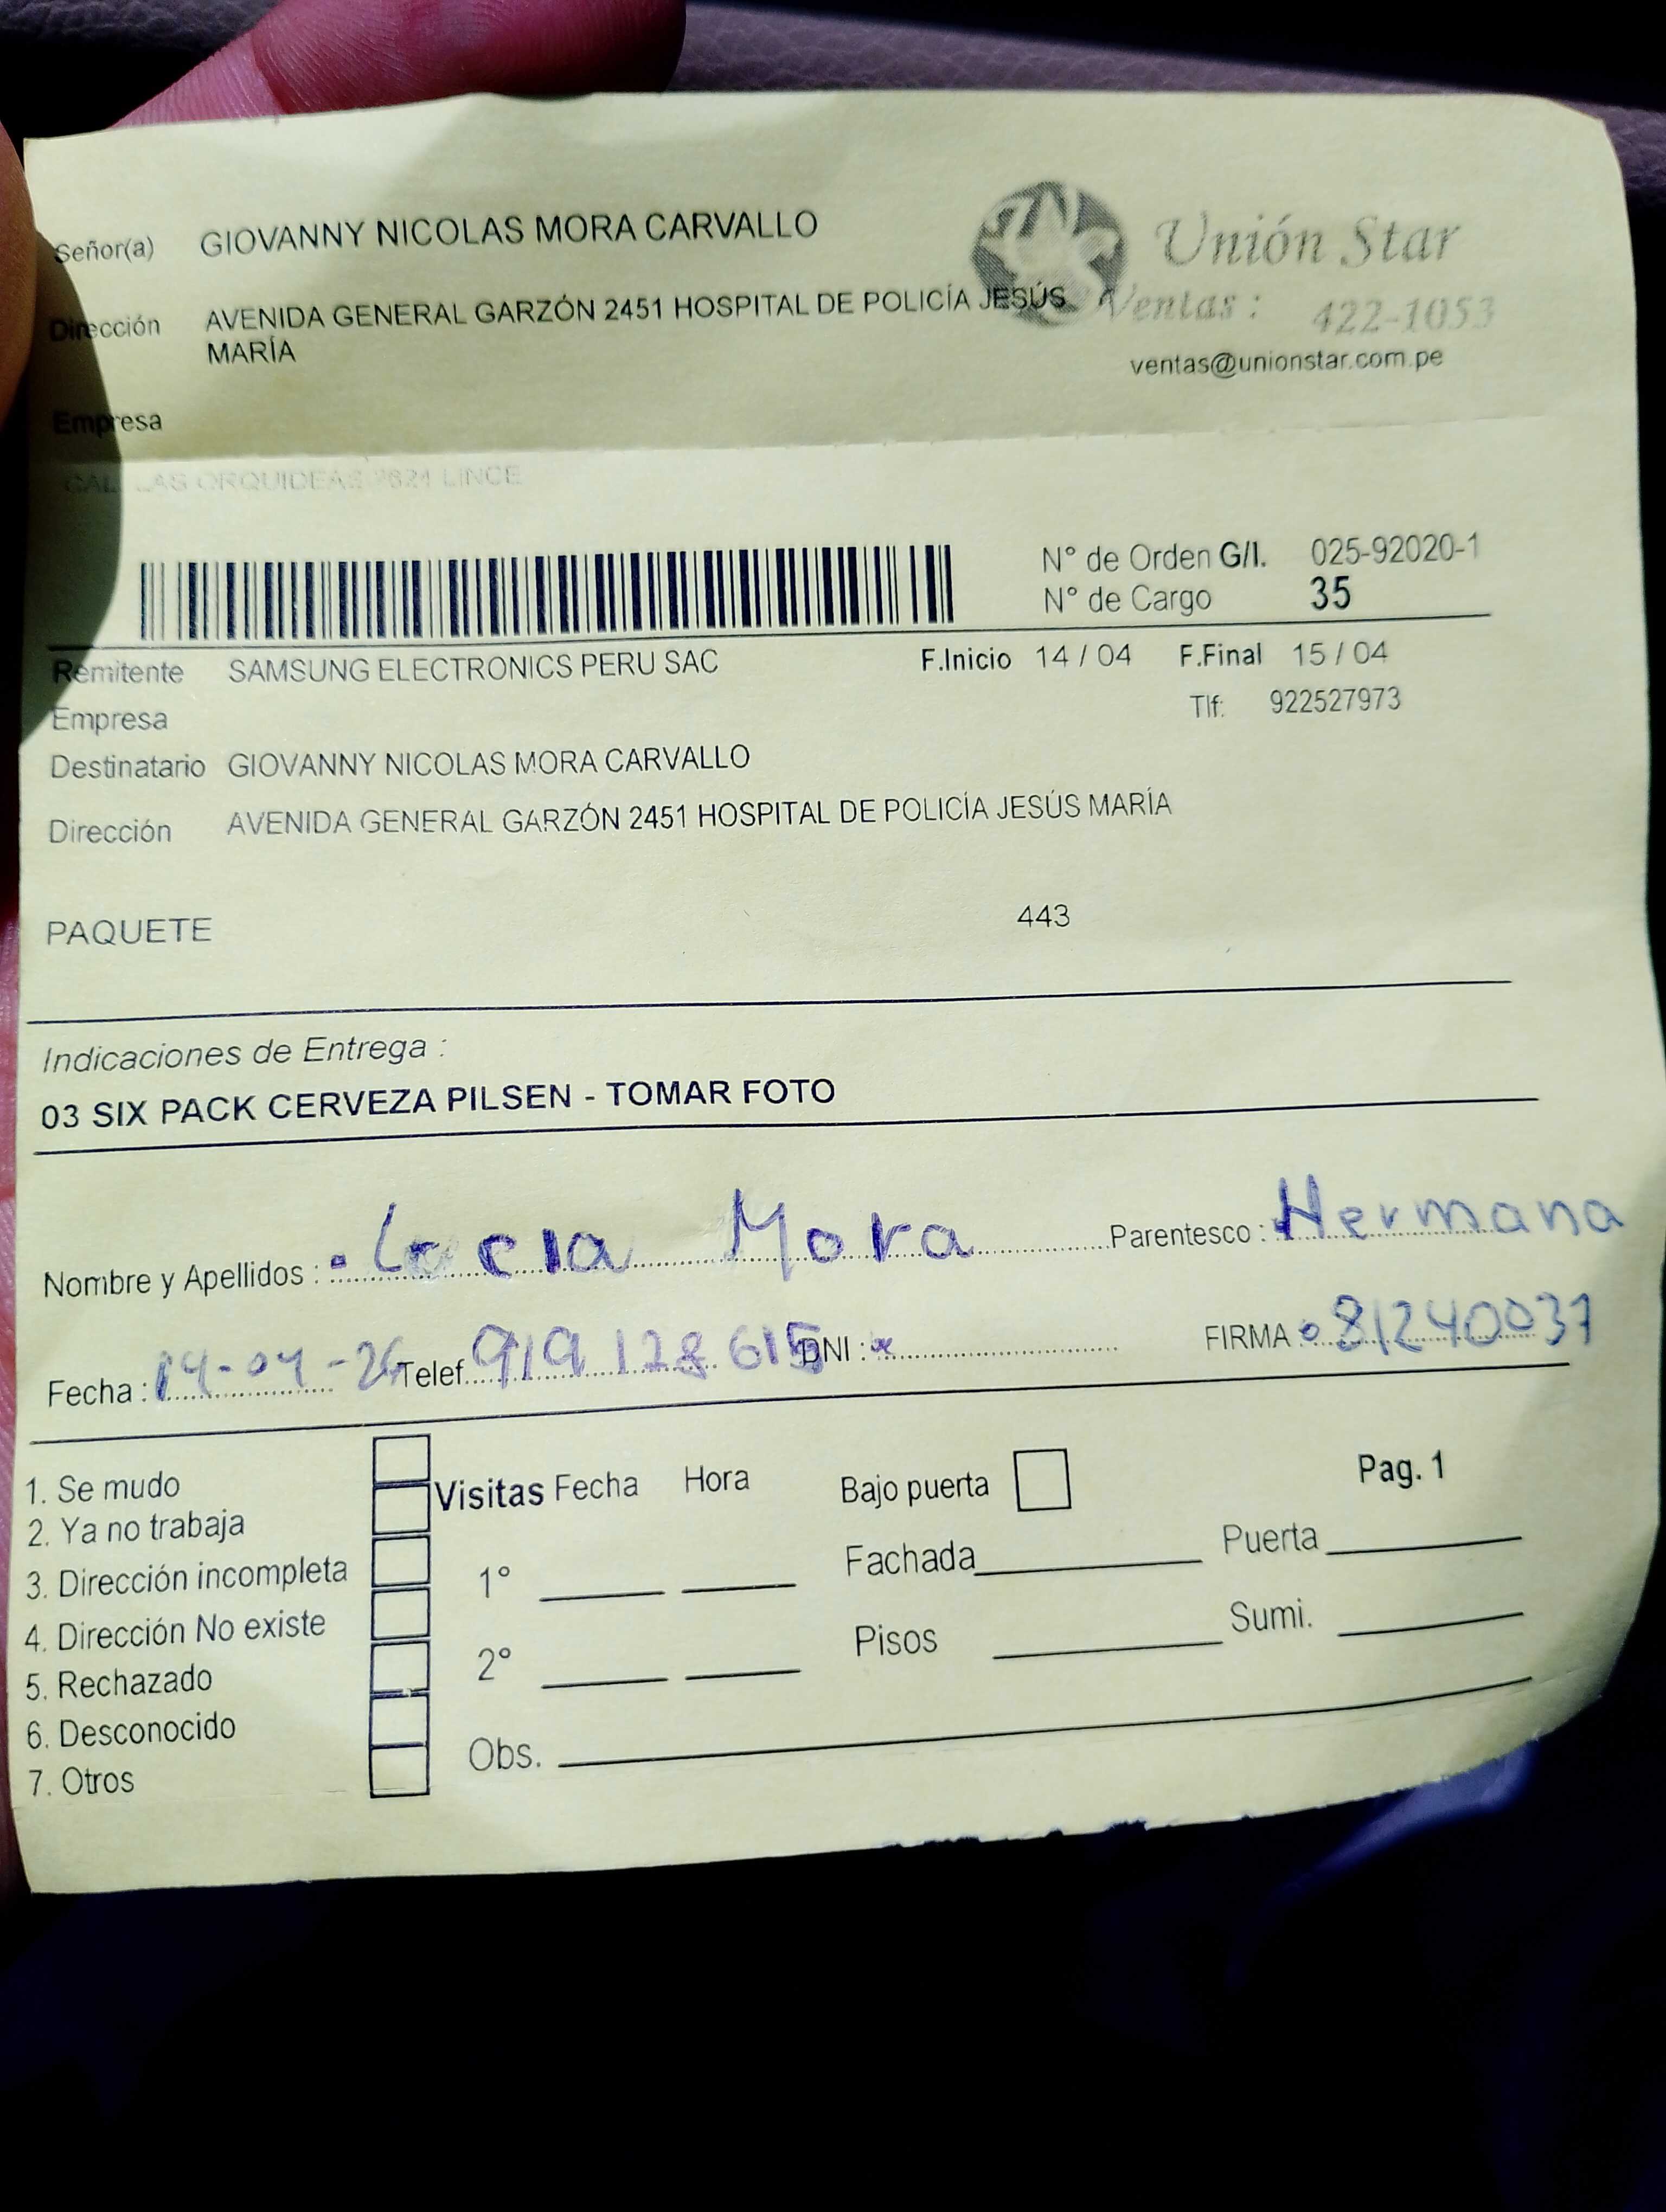 Señor(a) GIOVANNY NICOLAS MORA CARVALLO
Unión Star
Dirección AVENIDA GENERAL GARZÓN 2451 HOSPITAL DE POLICÍA JESÚS MARÍA
Ventas : 422-1053
ventas@unionstar.com.pe
Empresa
ORQUIDEAS 2621 LINCE
N° de Orden G/I. 025-92020-1
N° de Cargo 35
Remitente SAMSUNG ELECTRONICS PERU SAC F.Inicio 14 / 04 F.Final 15 / 04
Empresa Tlf: 922527973
Destinatario GIOVANNY NICOLAS MORA CARVALLO
Dirección AVENIDA GENERAL GARZÓN 2451 HOSPITAL DE POLICÍA JESÚS MARÍA
PAQUETE 443
Indicaciones de Entrega :
03 SIX PACK CERVEZA PILSEN - TOMAR FOTO
Nombre y Apellidos : Mora Parentesco : Hermana
Fecha : 14-04-26 Telef. 919 128 615 DNI : FIRMA 81240037
1. Se mudo
2. Ya no trabaja
3. Dirección incompleta
4. Dirección No existe
5. Rechazado
6. Desconocido
7. Otros
Visitas Fecha Hora
1°
2°
Obs.
Bajo puerta
Pag. 1
Fachada Puerta
Pisos Sumi.